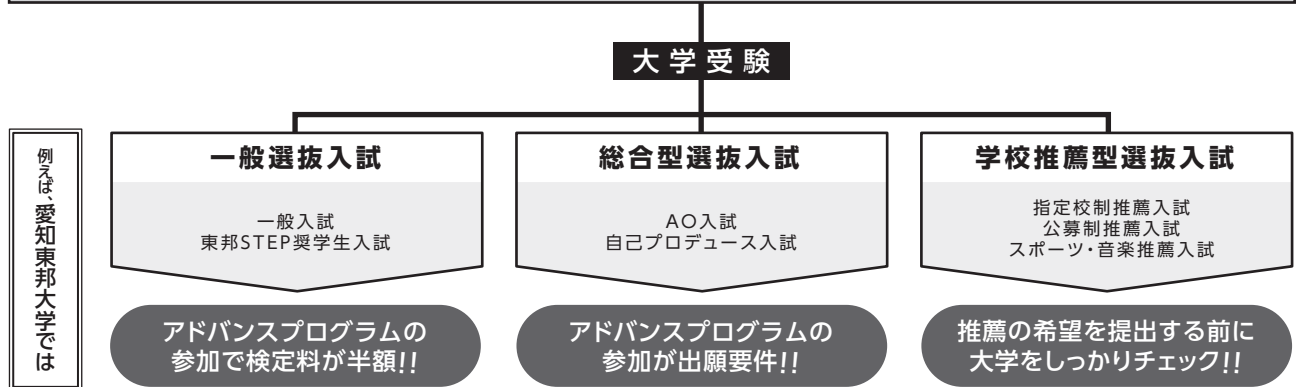 大学受験
例えば、愛知東邦大学では
一般選抜入試
一般入試
東邦STEP奨学生入試
アドバンスプログラムの
参加で検定料が半額!!
総合型選抜入試
AO入試
自己プロデュース入試
アドバンスプログラムの
参加が出願要件!!
学校推薦型選抜入試
指定校制推薦入試
公募制推薦入試
スポーツ・音楽推薦入試
推薦の希望を提出する前に
大学をしっかりチェック!!